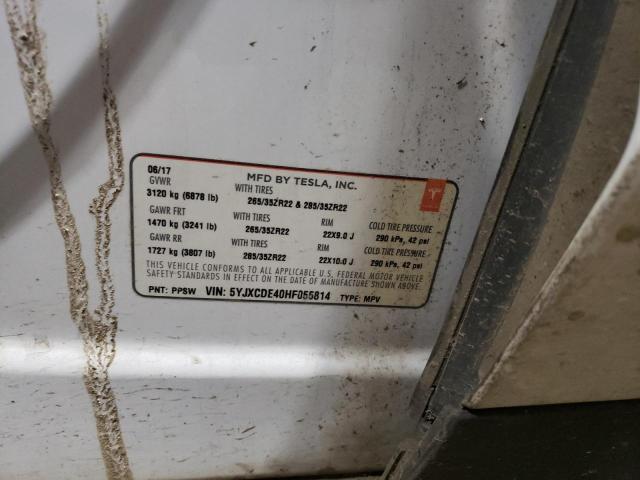 06/17 MFD BY TESLA, INC.
GVWR WITH TIRES
3120 kg (6878 lb) 265/35ZR22 & 285/35ZR22
GAWR FRT WITH TIRES RIM COLD TIRE PRESSURE
1470 kg (3241 lb) 265/35ZR22 22X9.0 J 290 kPa, 42 psi
GAWR RR WITH TIRES RIM COLD TIRE PRESSURE
1727 kg (3807 lb) 285/35ZR22 22X10.0 J 290 kPa, 42 psi
THIS VEHICLE CONFORMS TO ALL APPLICABLE U.S. FEDERAL MOTOR VEHICLE
SAFETY STANDARDS IN EFFECT ON THE DATE OF MANUFACTURE SHOWN ABOVE.
PNT: PPSW VIN: 5YJXCDE40HF055814 TYPE: MPV